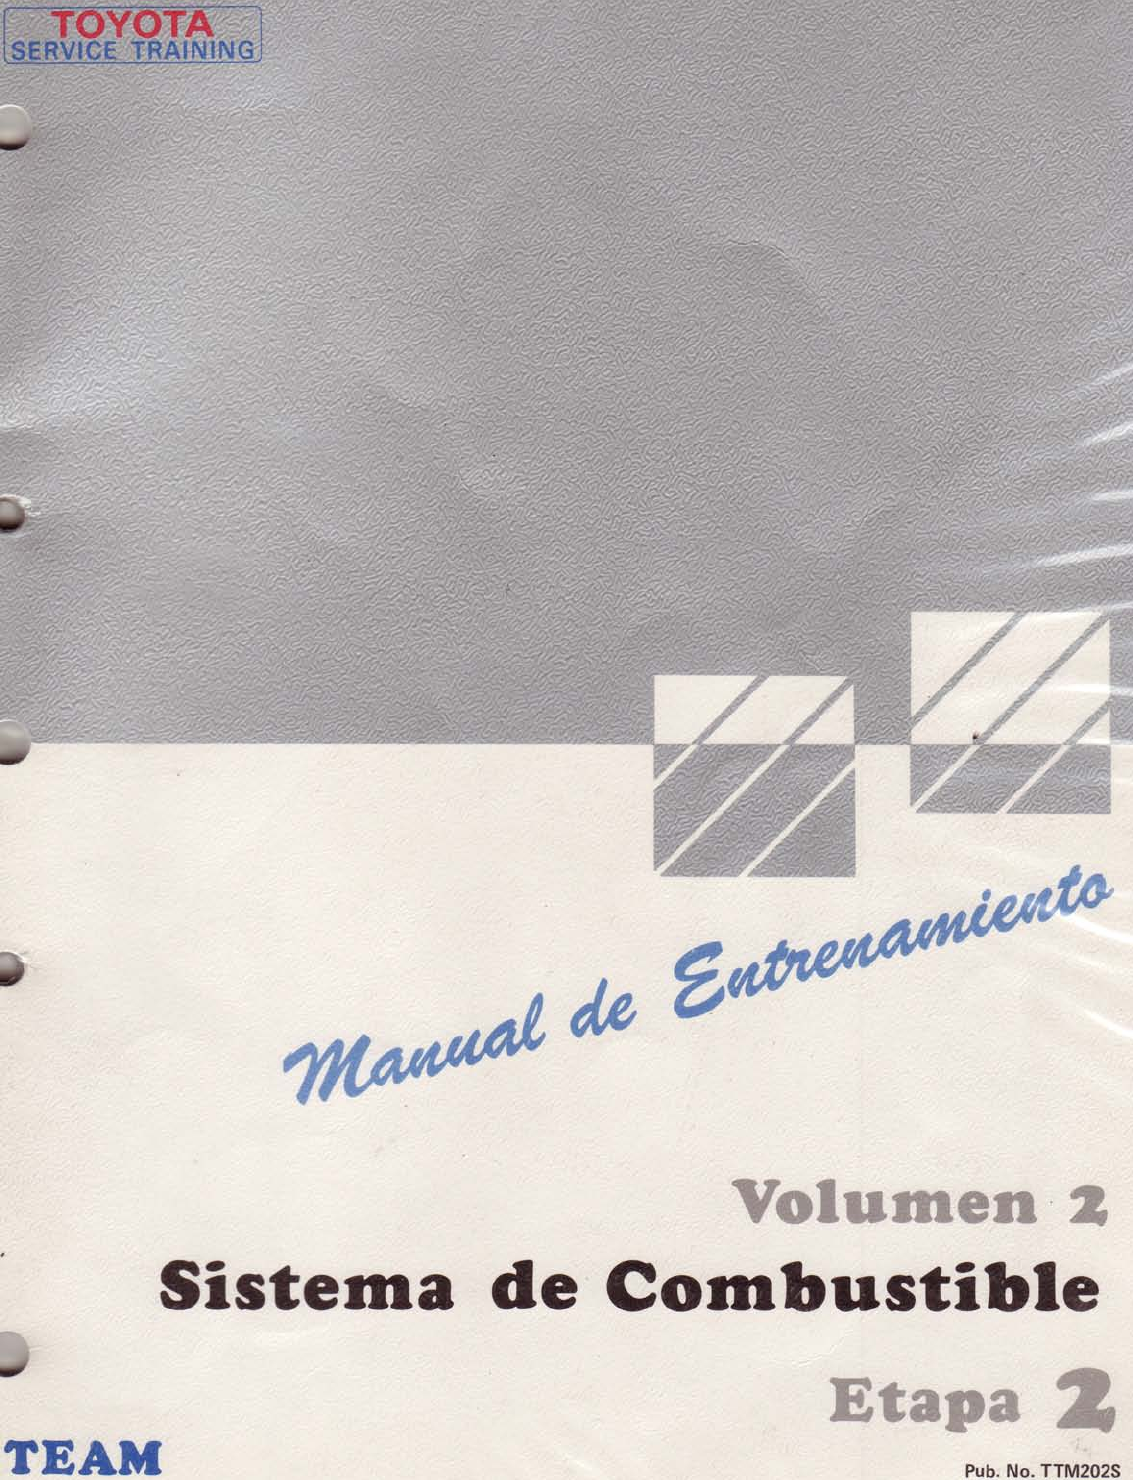 TOYOTA
SERVICE TRAINING
Manual de Entrenamiento
Volumen 2
Sistema de Combustible
Etapa 2
TEAM
Pub. No. TTM202S